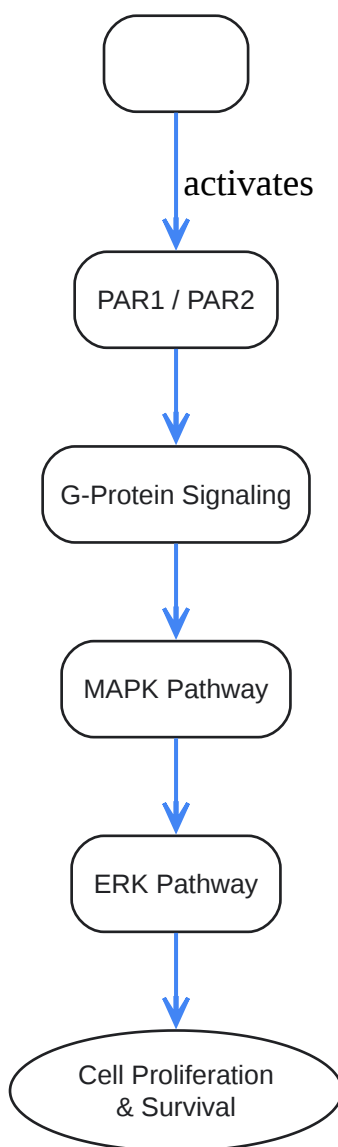 activates
PAR1 / PAR2
G-Protein Signaling
MAPK Pathway
ERK Pathway
Cell Proliferation
& Survival